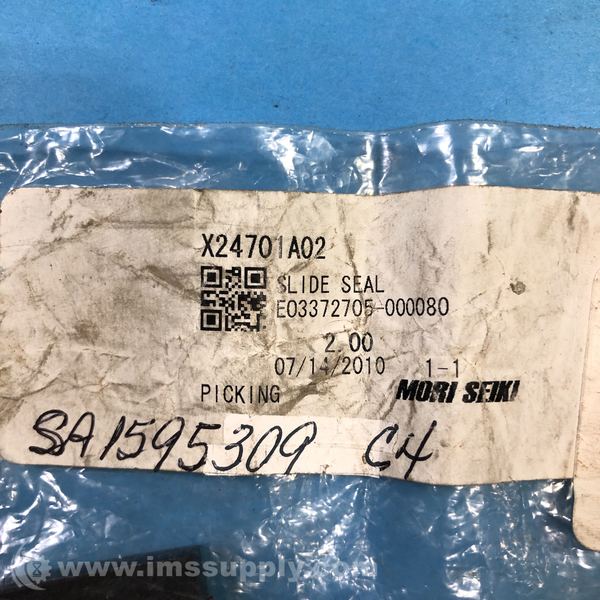 X24701A02
SLIDE SEAL
E03372705-000080
2.00
07/14/2010 1-1
PICKING MORI SEIKI
SA1595309 C4
www.imssupply.com